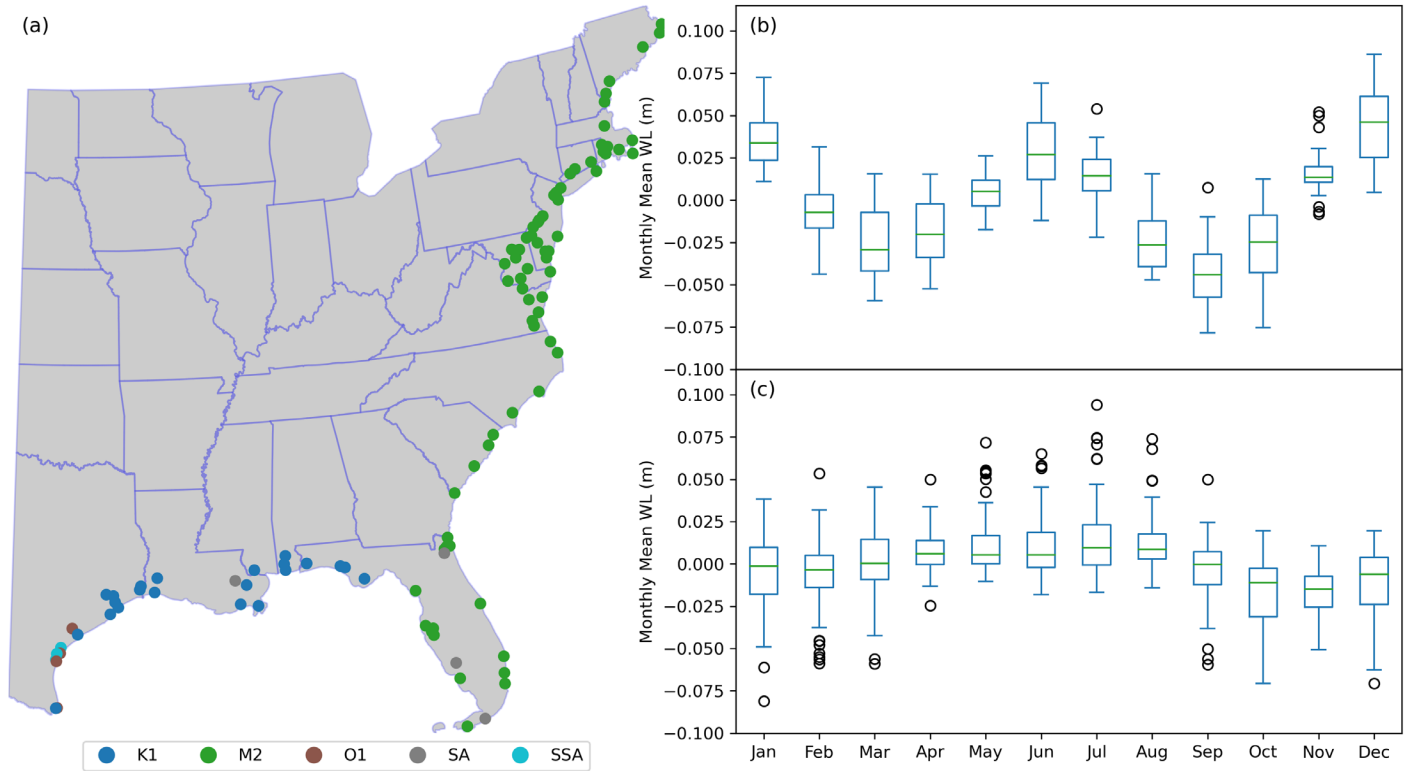 (a)
K1 M2 O1 SA SSA
(b)
Monthly Mean WL (m)
0.100
0.075
0.050
0.025
0.000
−0.025
−0.050
−0.075
−0.100
(c)
Monthly Mean WL (m)
0.100
0.075
0.050
0.025
0.000
−0.025
−0.050
−0.075
−0.100
Jan Feb Mar Apr May Jun Jul Aug Sep Oct Nov Dec